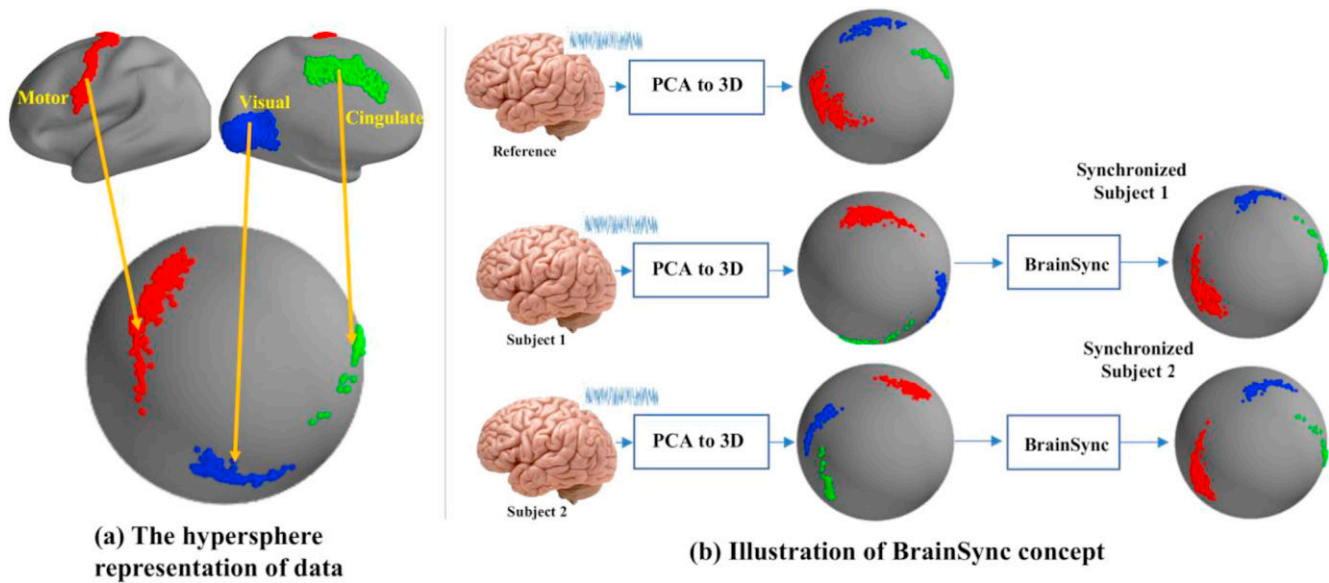 Motor
Visual
Cingulate
(a) The hypersphere
representation of data
PCA to 3D
Reference
Synchronized
Subject 1
PCA to 3D
BrainSync
Subject 1
Synchronized
Subject 2
PCA to 3D
BrainSync
Subject 2
(b) Illustration of BrainSync concept